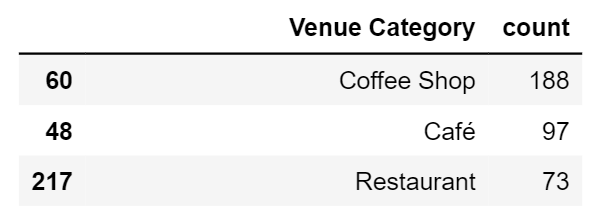 Venue Category count
60 Coffee Shop 188
48 Café 97
217 Restaurant 73